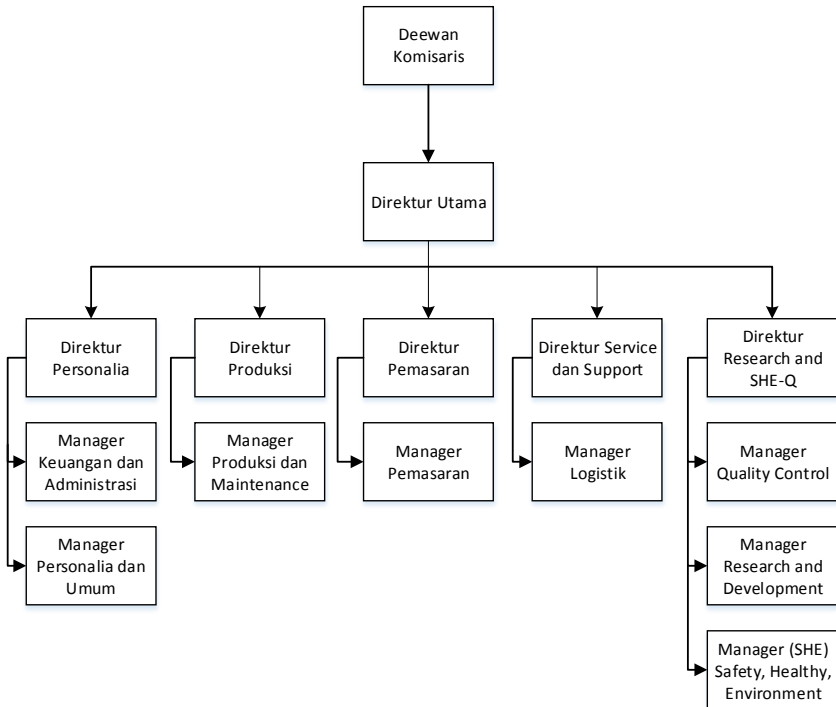 Deewan
Komisaris
Direktur Utama
Direktur
Personalia
Direktur
Produksi
Direktur
Pemasaran
Direktur Service
dan Support
Direktur
Research and
SHE-Q
Manager
Keuangan dan
Administrasi
Manager
Produksi dan
Maintenance
Manager
Pemasaran
Manager
Logistik
Manager
Quality Control
Manager
Personalia dan
Umum
Manager
Research and
Development
Manager (SHE)
Safety, Healthy,
Environment